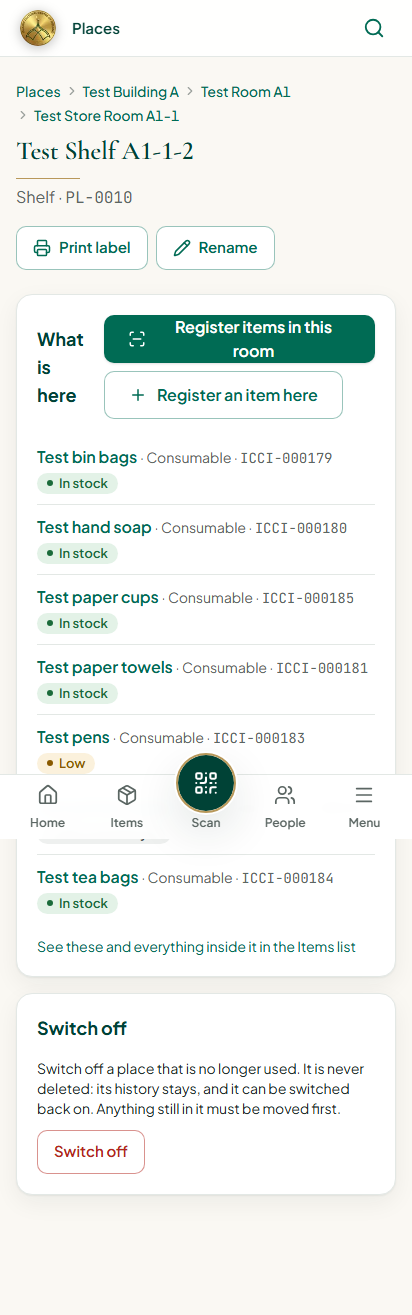 Places
Places > Test Building A > Test Room A1
> Test Store Room A1-1
Test Shelf A1-1-2
Shelf · PL-0010
Print label
Rename
What
is
here
Register items in this
room
Register an item here
Test bin bags · Consumable · ICCI-000179
In stock
Test hand soap · Consumable · ICCI-000180
In stock
Test paper cups · Consumable · ICCI-000185
In stock
Test paper towels · Consumable · ICCI-000181
In stock
Test pens · Consumable · ICCI-000183
Low
Home
Items
Scan
People
Menu
Test tea bags · Consumable · ICCI-000184
In stock
See these and everything inside it in the Items list
Switch off
Switch off a place that is no longer used. It is never
deleted: its history stays, and it can be switched
back on. Anything still in it must be moved first.
Switch off